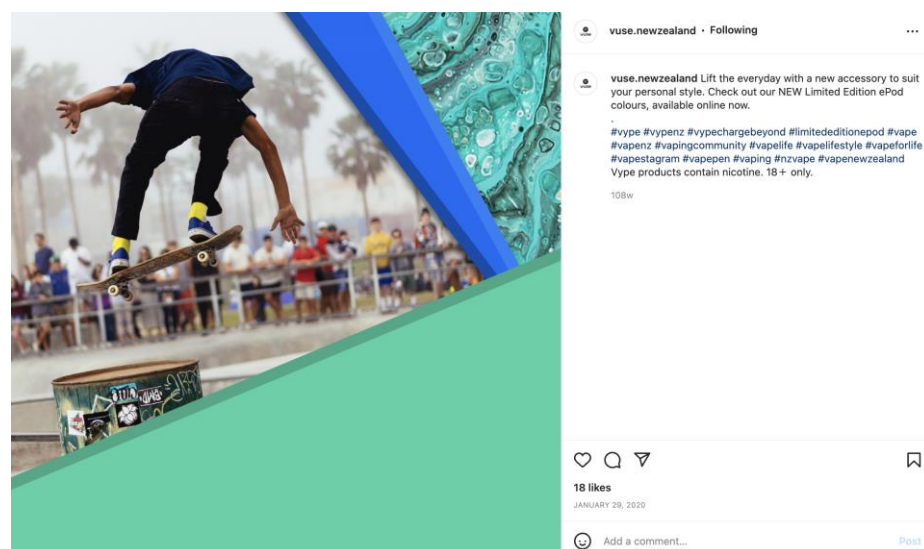 vuse.newzealand • Following
vuse.newzealand Lift the everyday with a new accessory to suit
your personal style. Check out our NEW Limited Edition ePod
colours, available online now.
.
#vype #vypenz #vypechargebeyond #limitededitionpod #vape
#vapenz #vapingcommunity #vapelife #vapelifestyle #vapeforlife
#vapestagram #vapepen #vaping #nzvape #vapenewzealand
Vype products contain nicotine. 18+ only.
108w
18 likes
JANUARY 29, 2020
Add a comment...
Post